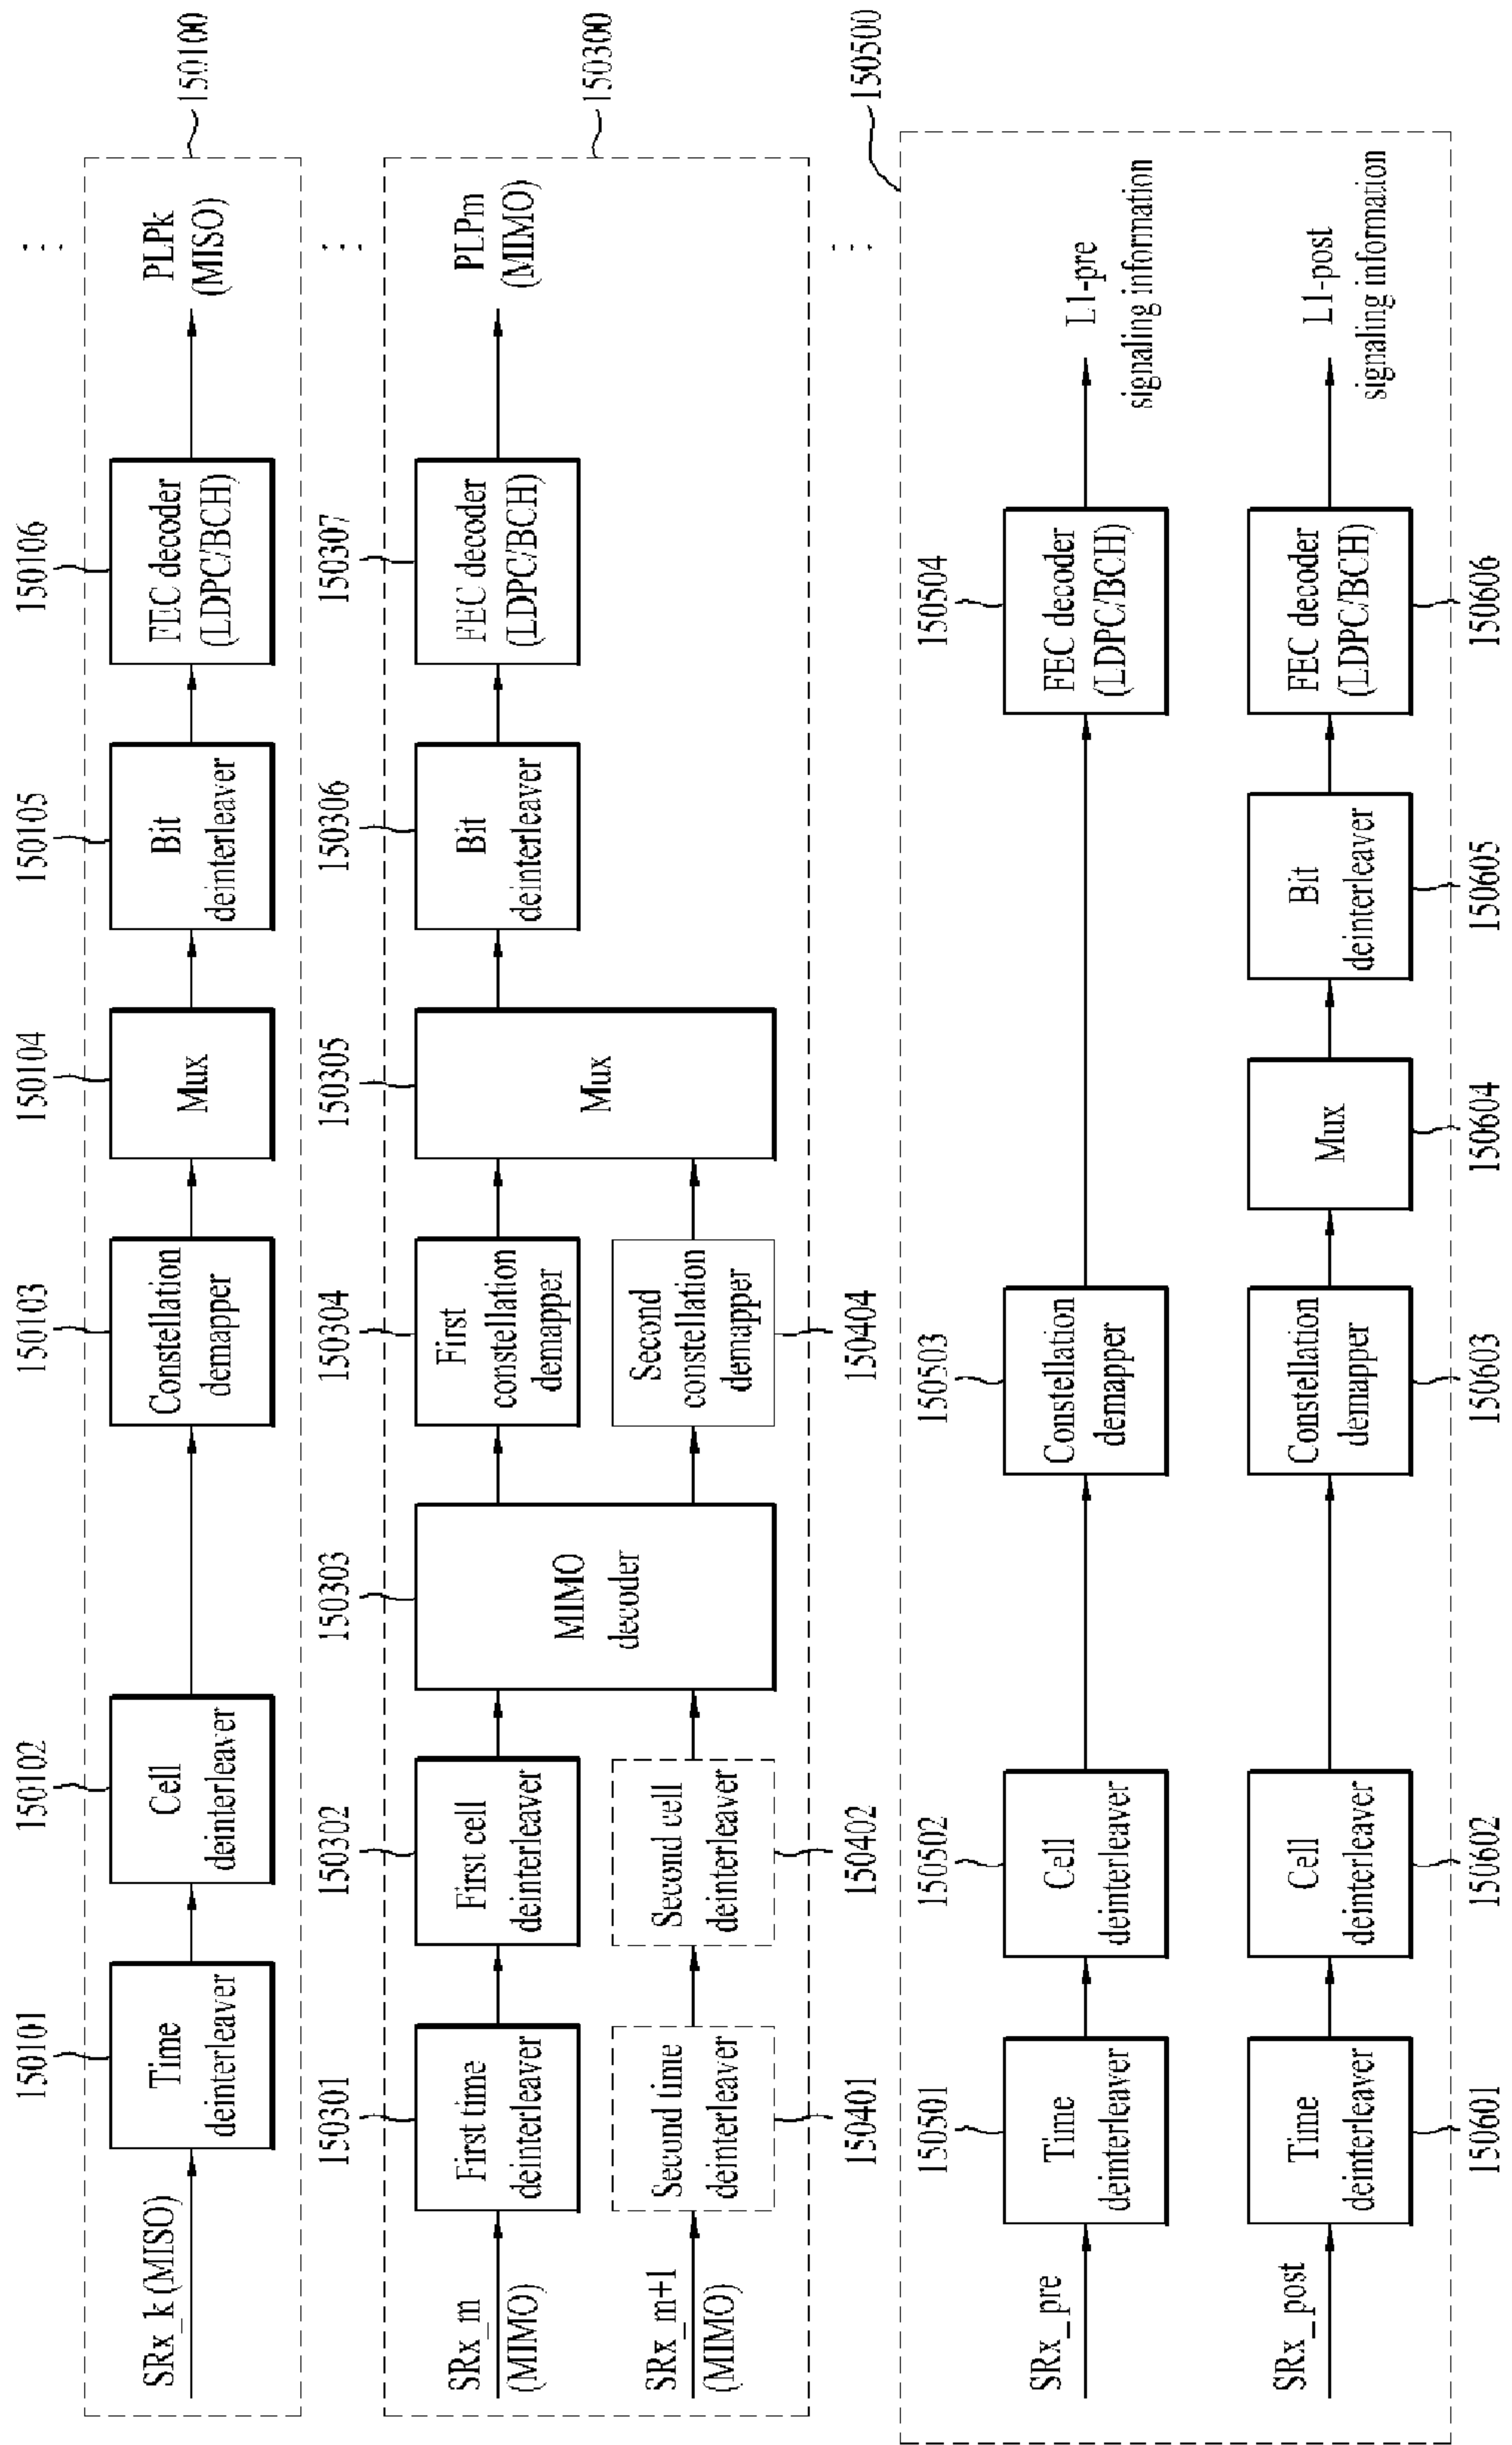 150101
150102
150103
150104
150105
150106
SRx_k (MISO)
Time
deinterleaver
Cell
deinterleaver
Constellation
demapper
Mux
Bit
deinterleaver
FEC decoder
(LDPC/BCH)
PLPk
(MISO)
150100
150301
150302
150303
150304
150305
150306
150307
SRx_m
(MIMO)
First time
deinterleaver
First cell
deinterleaver
MIMO
decoder
First
constellation
demapper
Mux
Bit
deinterleaver
FEC decoder
(LDPC/BCH)
PLPm
(MIMO)
150300
SRx_m+1
(MIMO)
Second time
deinterleaver
Second cell
deinterleaver
Second
constellation
demapper
150401
150402
150404
150501
150502
150503
150504
150500
SRx_pre
Time
deinterleaver
Cell
deinterleaver
Constellation
demapper
FEC decoder
(LDPC/BCH)
L1-pre
signaling information
SRx_post
Time
deinterleaver
Cell
deinterleaver
Constellation
demapper
Mux
Bit
deinterleaver
FEC decoder
(LDPC/BCH)
L1-post
signaling information
150601
150602
150603
150604
150605
150606